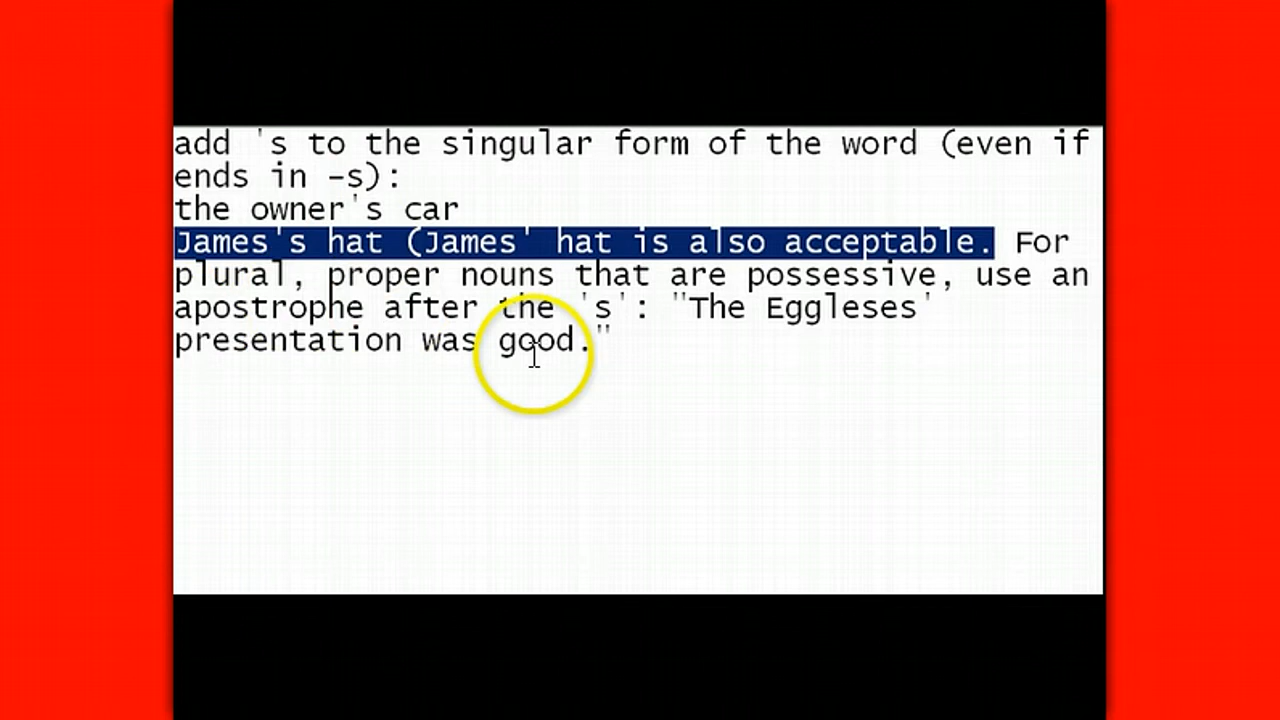 add 's to the singular form of the word (even if
ends in -s):
the owner's car
James's hat (James' hat is also acceptable. For
plural, proper nouns that are possessive, use an
apostrophe after the 's': "The Eggleses'
presentation was good."